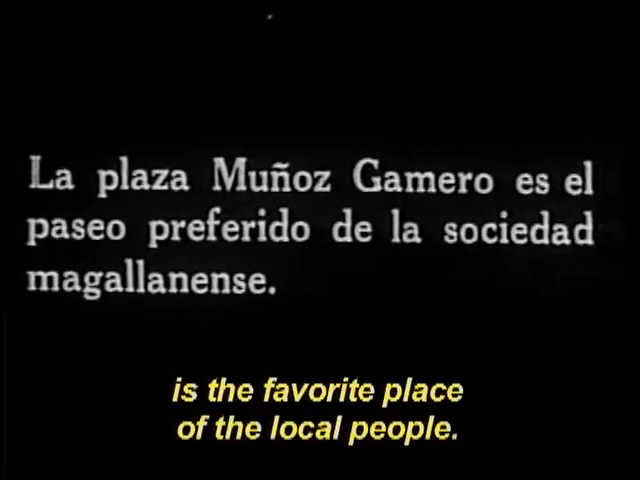 La plaza Muñoz Gamero es el
paseo preferido de la sociedad
magallanense.
is the favorite place
of the local people.